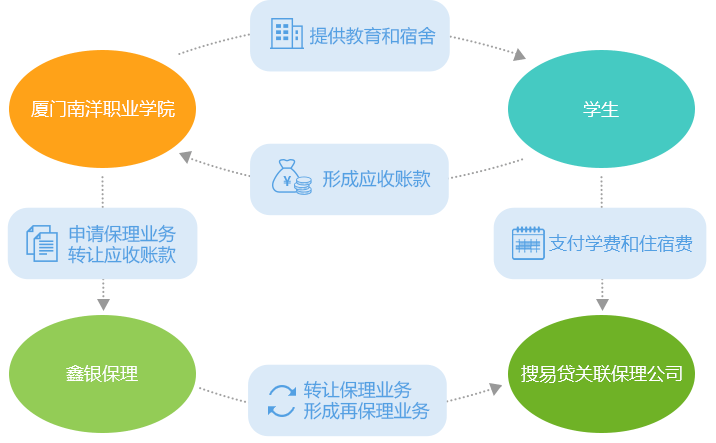 提供教育和宿舍
厦门南洋职业学院
学生
¥
形成应收账款
申请保理业务
转让应收账款
支付学费和住宿费
鑫银保理
搜易贷关联保理公司
转让保理业务
形成再保理业务